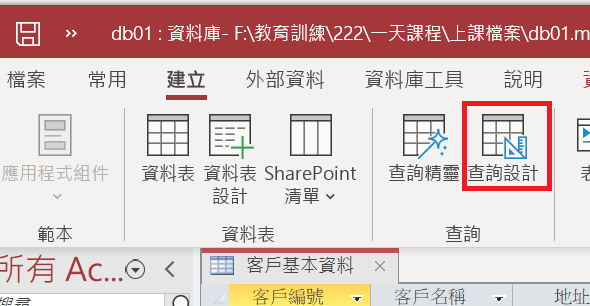 db01 : 資料庫- F:\教育訓練\222\一天課程\上課檔案\db01.m
檔案 常用 建立 外部資料 資料庫工具 說明
應用程式組件 資料表 資料表設計 SharePoint 清單 查詢精靈 查詢設計
範本 資料表 查詢
所有 Ac... 客戶基本資料
搜尋 客戶編號 客戶名稱 地址